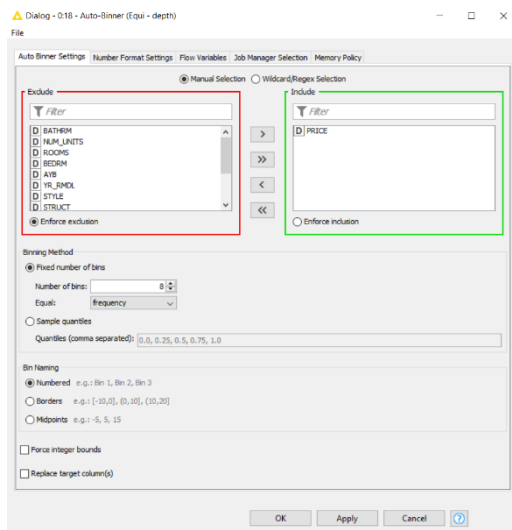 Dialog - 0:18 - Auto-Binner (Equi - depth)
File
Auto Binner Settings Number Format Settings Flow Variables Job Manager Selection Memory Policy
Manual Selection Wildcard/Regex Selection
Exclude
Include
Filter
Filter
D BATHRM
D NUM_UNITS
D ROOMS
D BEDRM
D AYB
D YR_RMDL
D STYLE
D STRUCT
D PRICE
>
>>
<
<<
Enforce exclusion
Enforce inclusion
Binning Method
Fixed number of bins
Number of bins: 8
Equal: frequency
Sample quantiles
Quantiles (comma separated): 0.0, 0.25, 0.5, 0.75, 1.0
Bin Naming
Numbered e.g.: Bin 1, Bin 2, Bin 3
Borders e.g.: [-10,0], (0,10], (10,20]
Midpoints e.g.: -5, 5, 15
Force integer bounds
Replace target column(s)
OK Apply Cancel ?